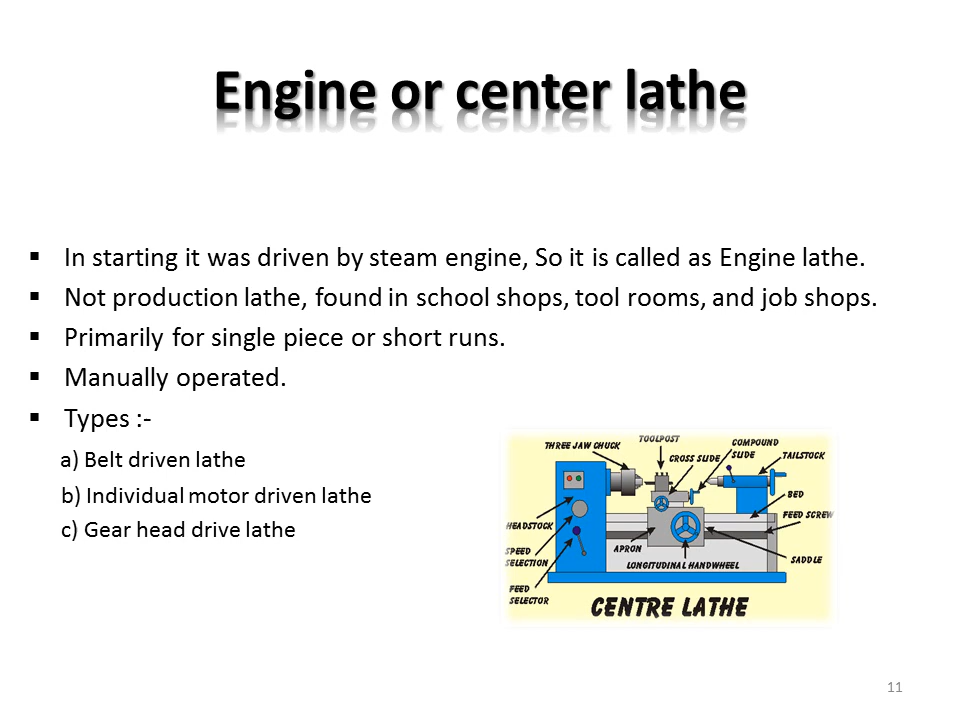 Engine or center lathe
▪ In starting it was driven by steam engine, So it is called as Engine lathe.
▪ Not production lathe, found in school shops, tool rooms, and job shops.
▪ Primarily for single piece or short runs.
▪ Manually operated.
▪ Types :-
a) Belt driven lathe
b) Individual motor driven lathe
c) Gear head drive lathe
THREE JAW CHUCK
TOOLPOST
CROSS SLIDE
COMPOUND
SLIDE
TAILSTOCK
BED
FEED SCREW
HEADSTOCK
SPEED
SELECTION
APRON
SADDLE
LONGITUDINAL HANDWHEEL
FEED
SELECTOR
CENTRE LATHE
11